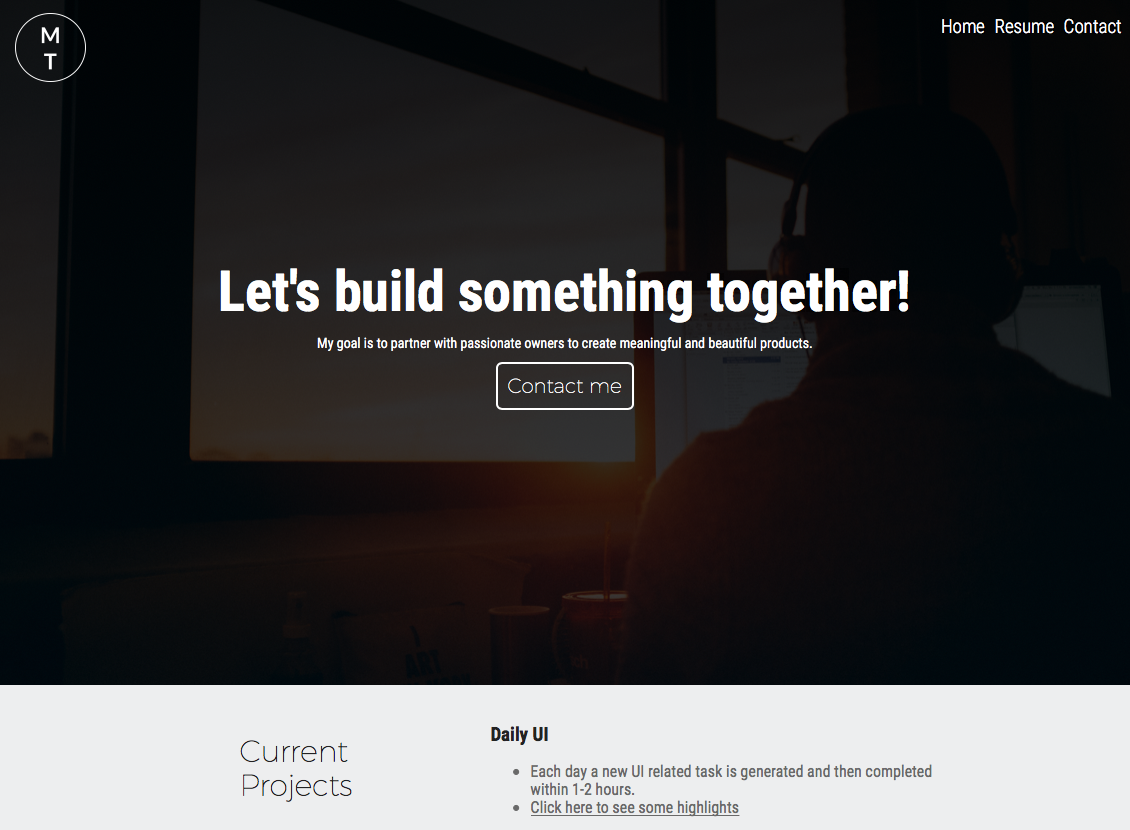 M
T
Home Resume Contact
Let's build something together!
My goal is to partner with passionate owners to create meaningful and beautiful products.
Contact me
ART
Current
Projects
Daily UI
Each day a new UI related task is generated and then completed
within 1-2 hours.
Click here to see some highlights